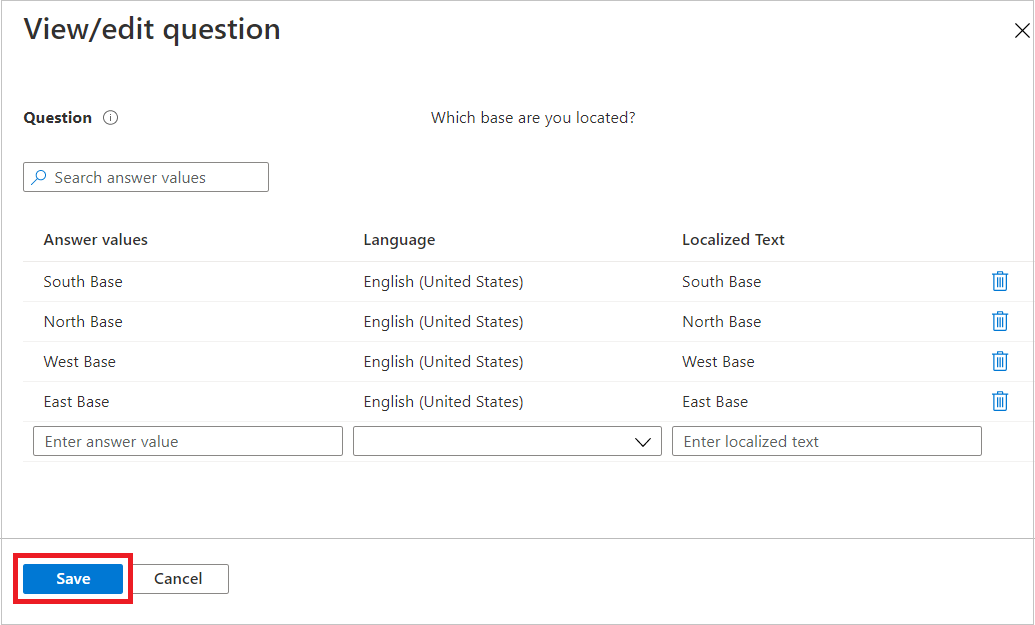 View/edit question
Question Which base are you located?
Search answer values
Answer values Language Localized Text
South Base English (United States) South Base
North Base English (United States) North Base
West Base English (United States) West Base
East Base English (United States) East Base
Enter answer value Enter localized text
Save Cancel